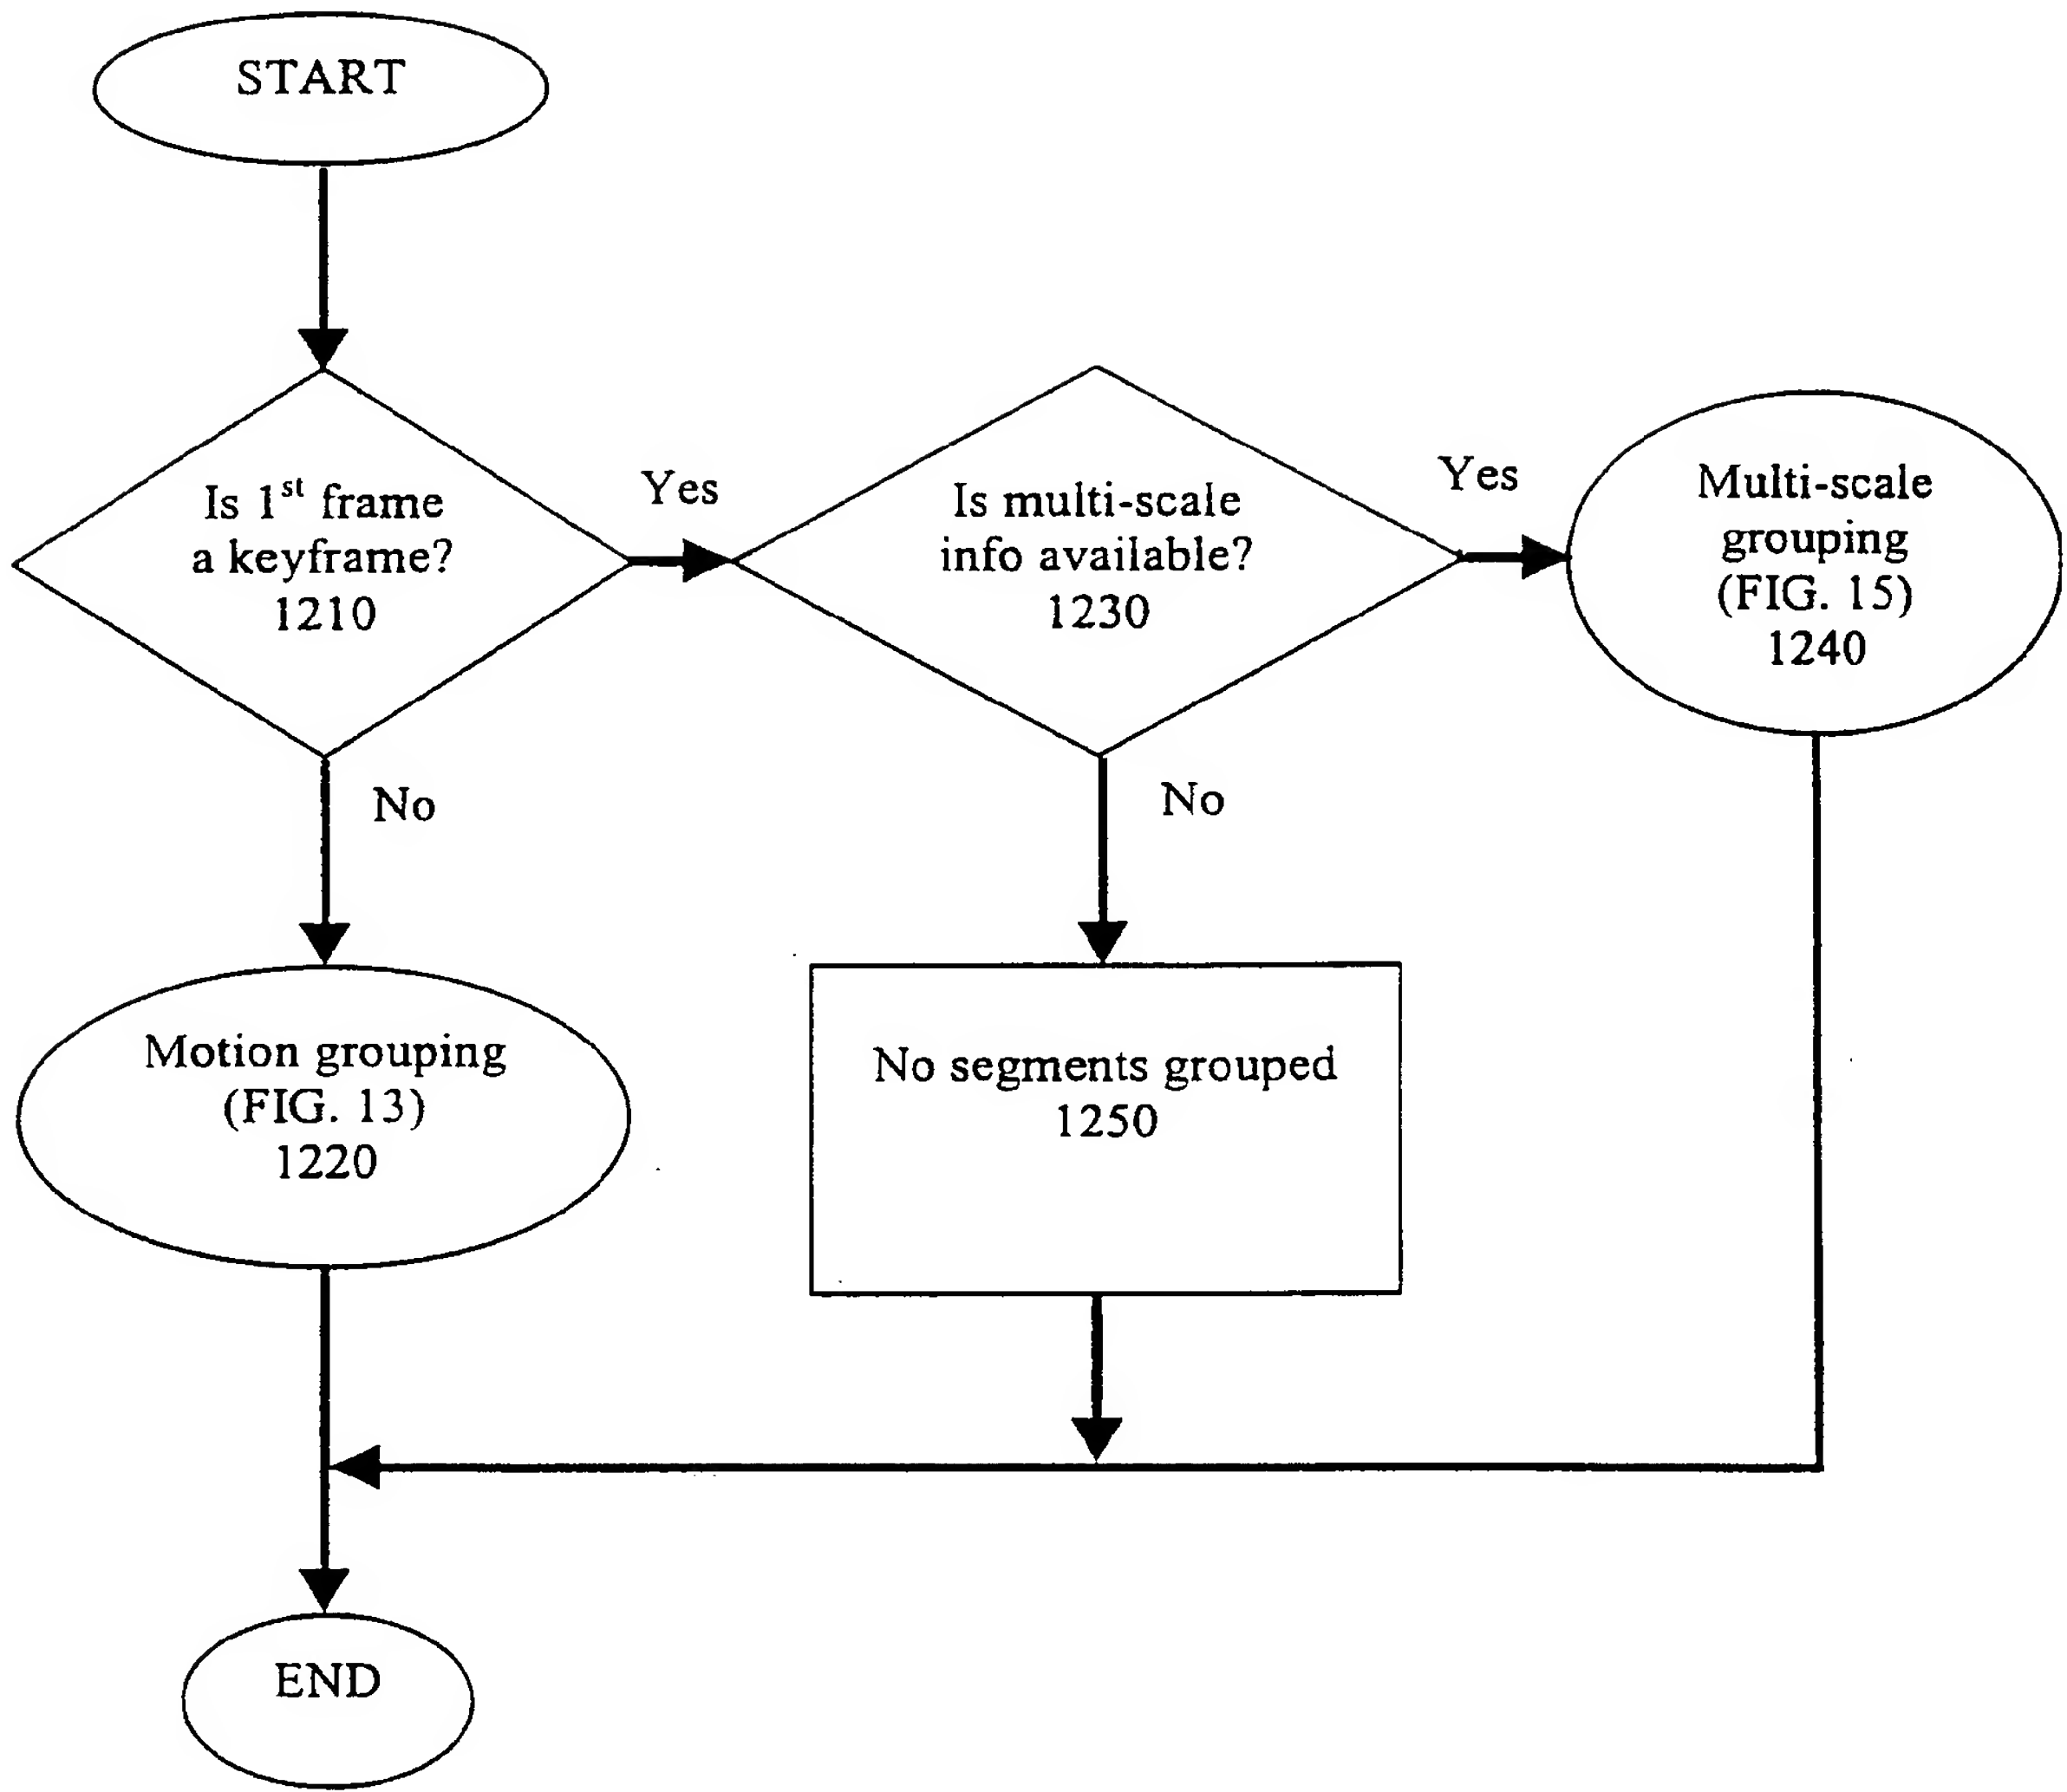 START
Is 1st frame
a keyframe?
1210
Yes
Is multi-scale
info available?
1230
Yes
Multi-scale
grouping
(FIG. 15)
1240
No
No
Motion grouping
(FIG. 13)
1220
No segments grouped
1250
END